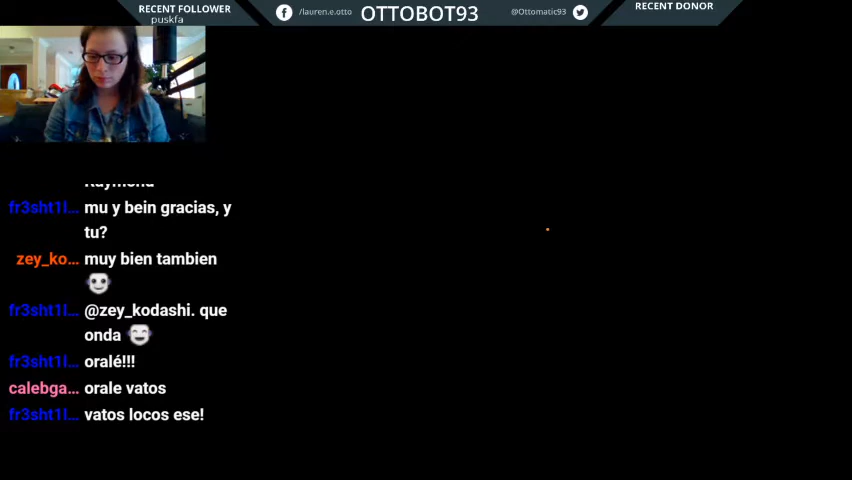 RECENT FOLLOWER
puskfa
/lauren.e.otto
OTTOBOT93
@Ottomatic93
RECENT DONOR
fr3sht1l... mu y bein gracias, y
tu?
zey_ko... muy bien tambien
fr3sht1l... @zey_kodashi. que
onda
fr3sht1l... oralé!!!
calebga... orale vatos
fr3sht1l... vatos locos ese!